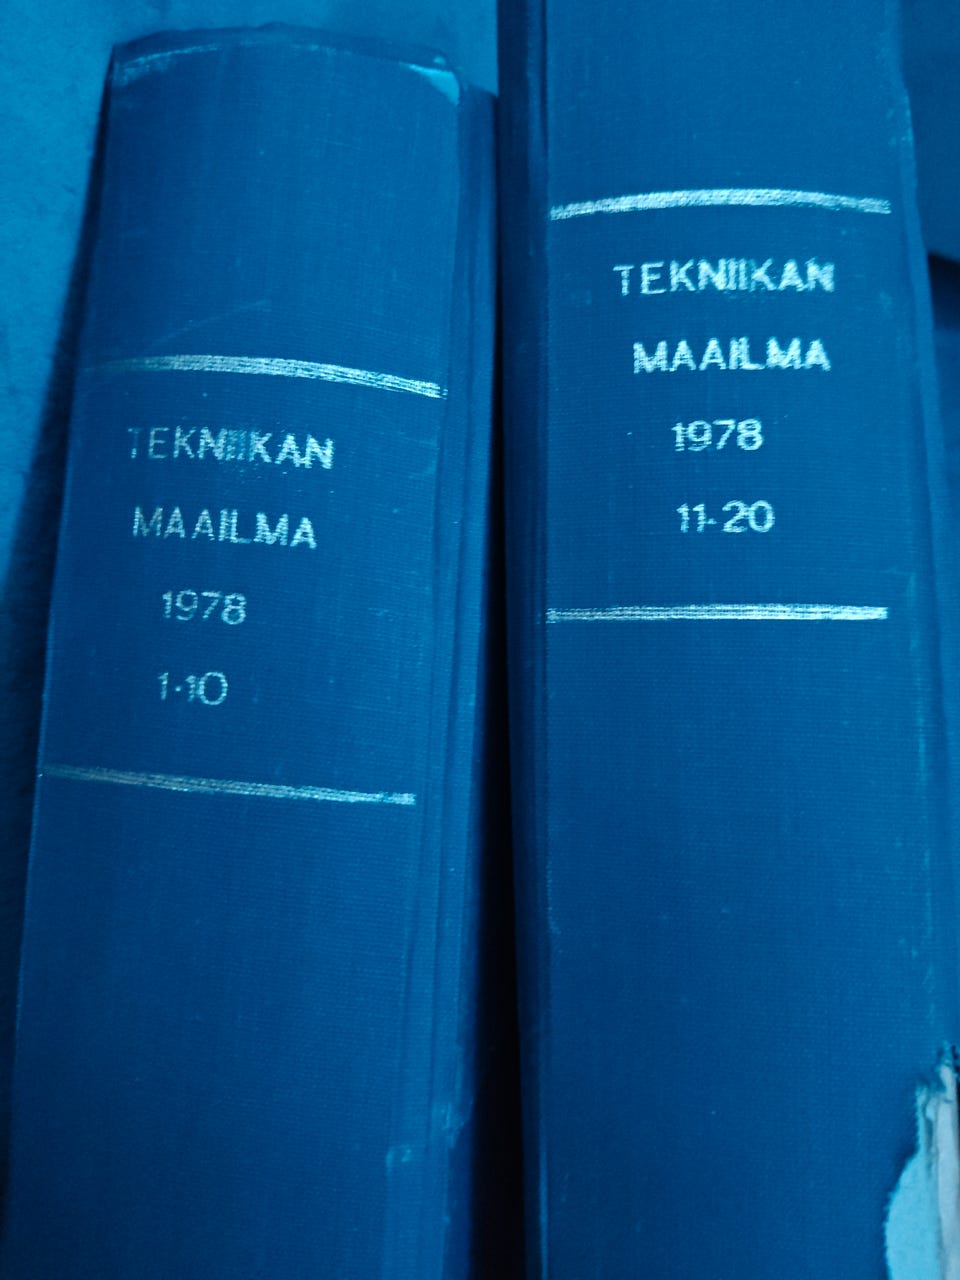 TEKNIIKAN
MAAILMA
1978
1-10
TEKNIIKAN
MAAILMA
1978
11-20